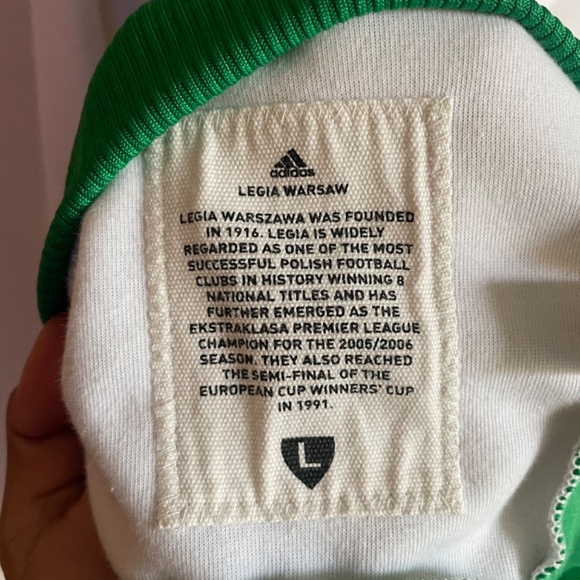 adidas
LEGIA WARSAW
LEGIA WARSZAWA WAS FOUNDED
IN 1916. LEGIA IS WIDELY
REGARDED AS ONE OF THE MOST
SUCCESSFUL POLISH FOOTBALL
CLUBS IN HISTORY WINNING 8
NATIONAL TITLES AND HAS
FURTHER EMERGED AS THE
EKSTRAKLASA PREMIER LEAGUE
CHAMPION FOR THE 2005/2006
SEASON. THEY ALSO REACHED
THE SEMI-FINAL OF THE
EUROPEAN CUP WINNERS' CUP
IN 1991.
L